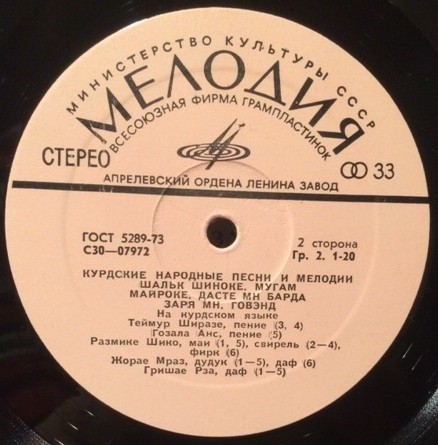 МИНИСТЕРСТВО КУЛЬТУРЫ СССР
МЕЛОДИЯ
ВСЕСОЮЗНАЯ ФИРМА ГРАМПЛАСТИНОК
СТЕРЕО
33
АПРЕЛЕВСКИЙ ОРДЕНА ЛЕНИНА ЗАВОД
ГОСТ 5289-73
С30—07972
2 сторона
Гр. 2. 1-20
КУРДСКИЕ НАРОДНЫЕ ПЕСНИ И МЕЛОДИИ
ШАЛЬК ШИНОКЕ, МУГАМ
МАЙРОКЕ, ДАСТЕ МН БАРДА
ЗАРЯ МН, ГОВЭНД
На курдском языке
Теймур Ширазе, пение (3, 4)
Гозала Анс, пение (5)
Размике Шико, маи (1, 5), свирель (2—4),
фирк (6)
Жорае Мраз, дудук (1—5), даф (6)
Гришае Рза, даф (1—5)